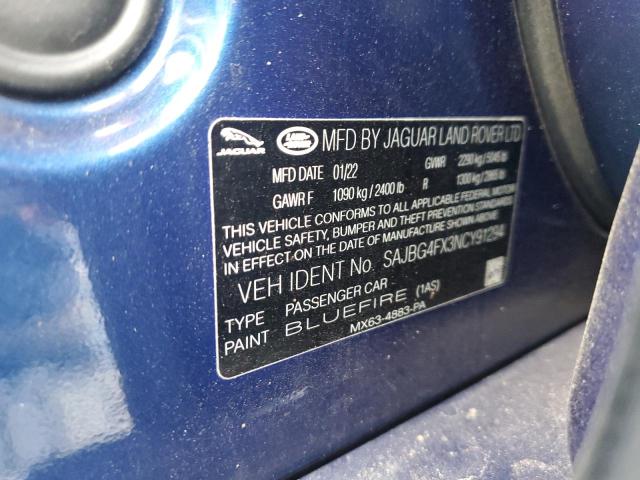 JAGUAR LAND ROVER MFD BY JAGUAR LAND ROVER LTD
MFD DATE 01/22 GVWR 2290 kg / 5045 lb
GAWR F 1090 kg / 2400 lb R 1300 kg / 2865 lb
THIS VEHICLE CONFORMS TO ALL APPLICABLE FEDERAL MOTOR
VEHICLE SAFETY, BUMPER AND THEFT PREVENTION STANDARDS
IN EFFECT ON THE DATE OF MANUFACTURE SHOWN ABOVE.
VEH IDENT No. SAJBG4FX3NCY91294
TYPE PASSENGER CAR
PAINT BLUEFIRE (1AS)
MX63-4883-PA